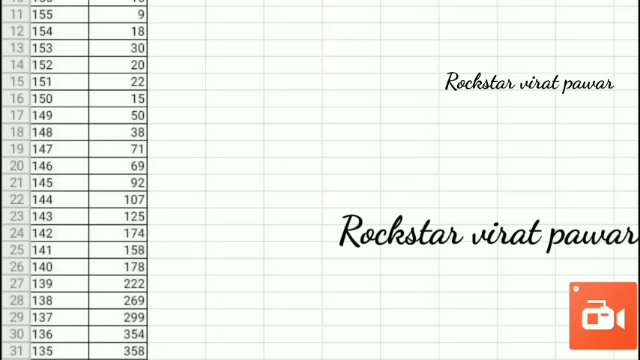 11 155 9
12 154 18
13 153 30
14 152 20
15 151 22
Rockstar virat pawar
16 150 15
17 149 50
18 148 38
19 147 71
20 146 69
21 145 92
22 144 107
23 143 125
24 142 174
Rockstar virat pawar
25 141 158
26 140 178
27 139 222
28 138 269
29 137 299
30 136 354
31 135 358